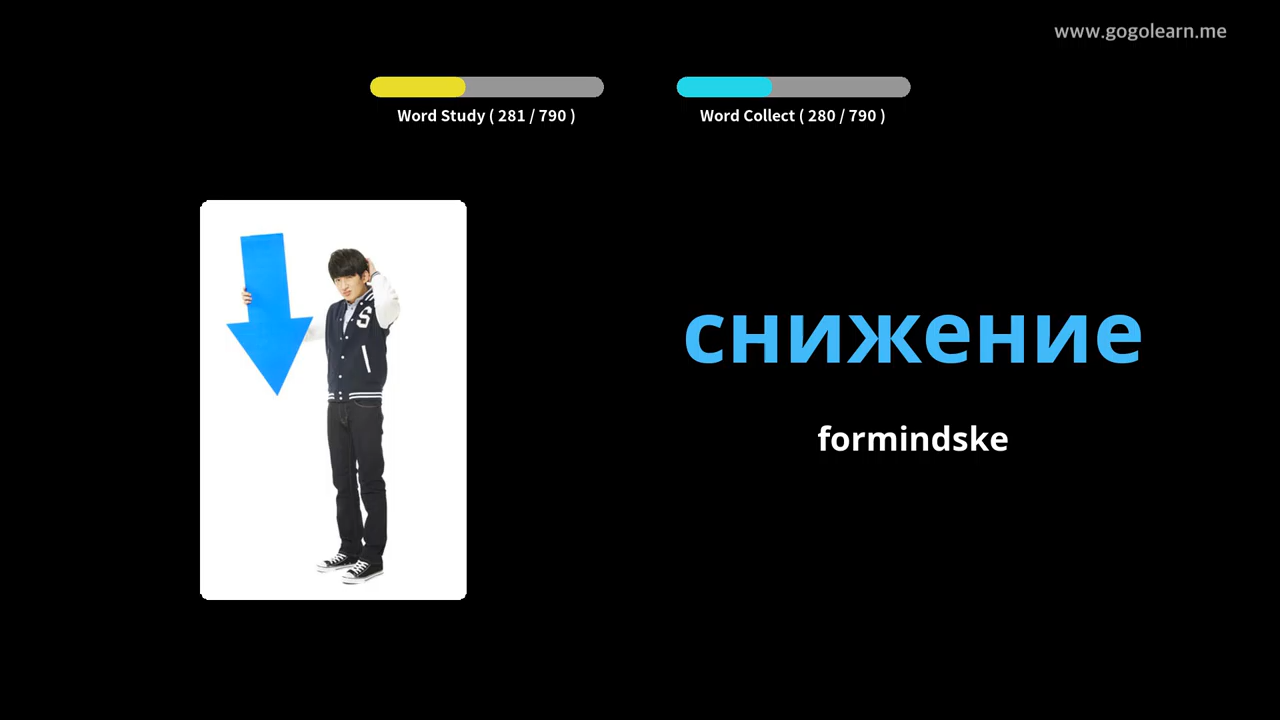 www.gogolearn.me
Word Study ( 281 / 790 )
Word Collect ( 280 / 790 )
S
снижение
formindske